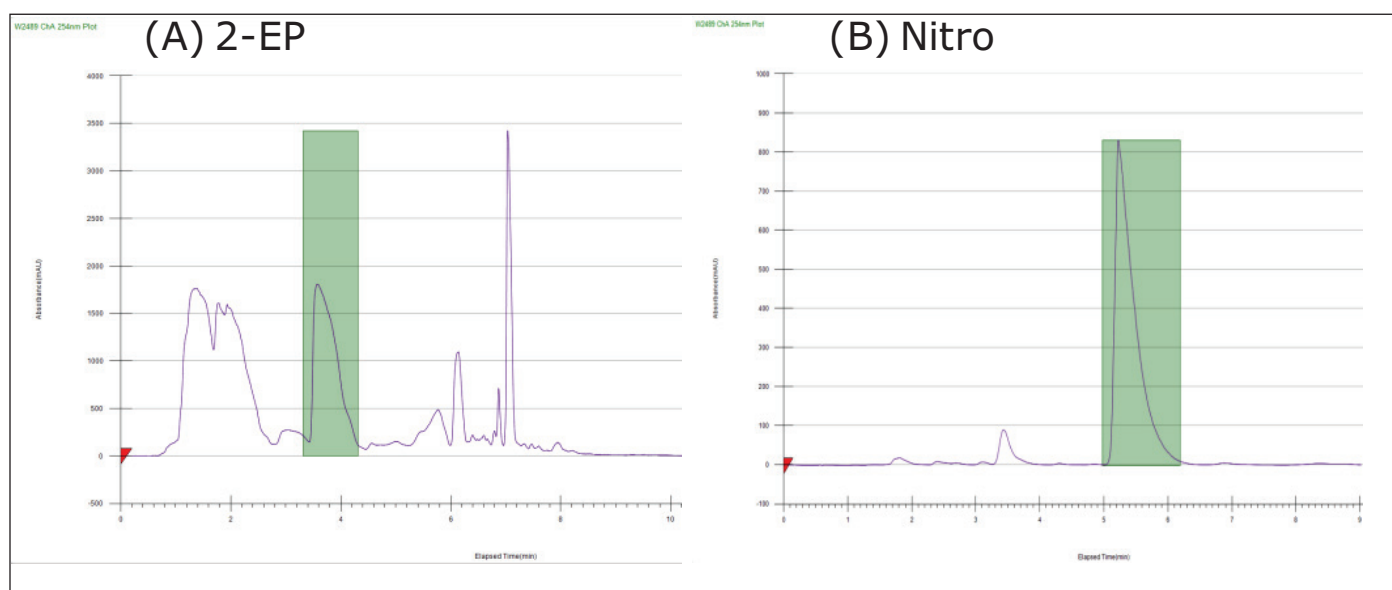 W2489 ChA 254nm Plot
(A) 2-EP
4000
3500
3000
2500
2000
1500
1000
500
0
-500
Absorbance(mAU)
0 2 4 6 8 10
Elapsed Time(min)
W2489 ChA 254nm Plot
(B) Nitro
1000
900
800
700
600
500
400
300
200
100
0
-100
Absorbance(mAU)
0 1 2 3 4 5 6 7 8 9
Elapsed Time(min)